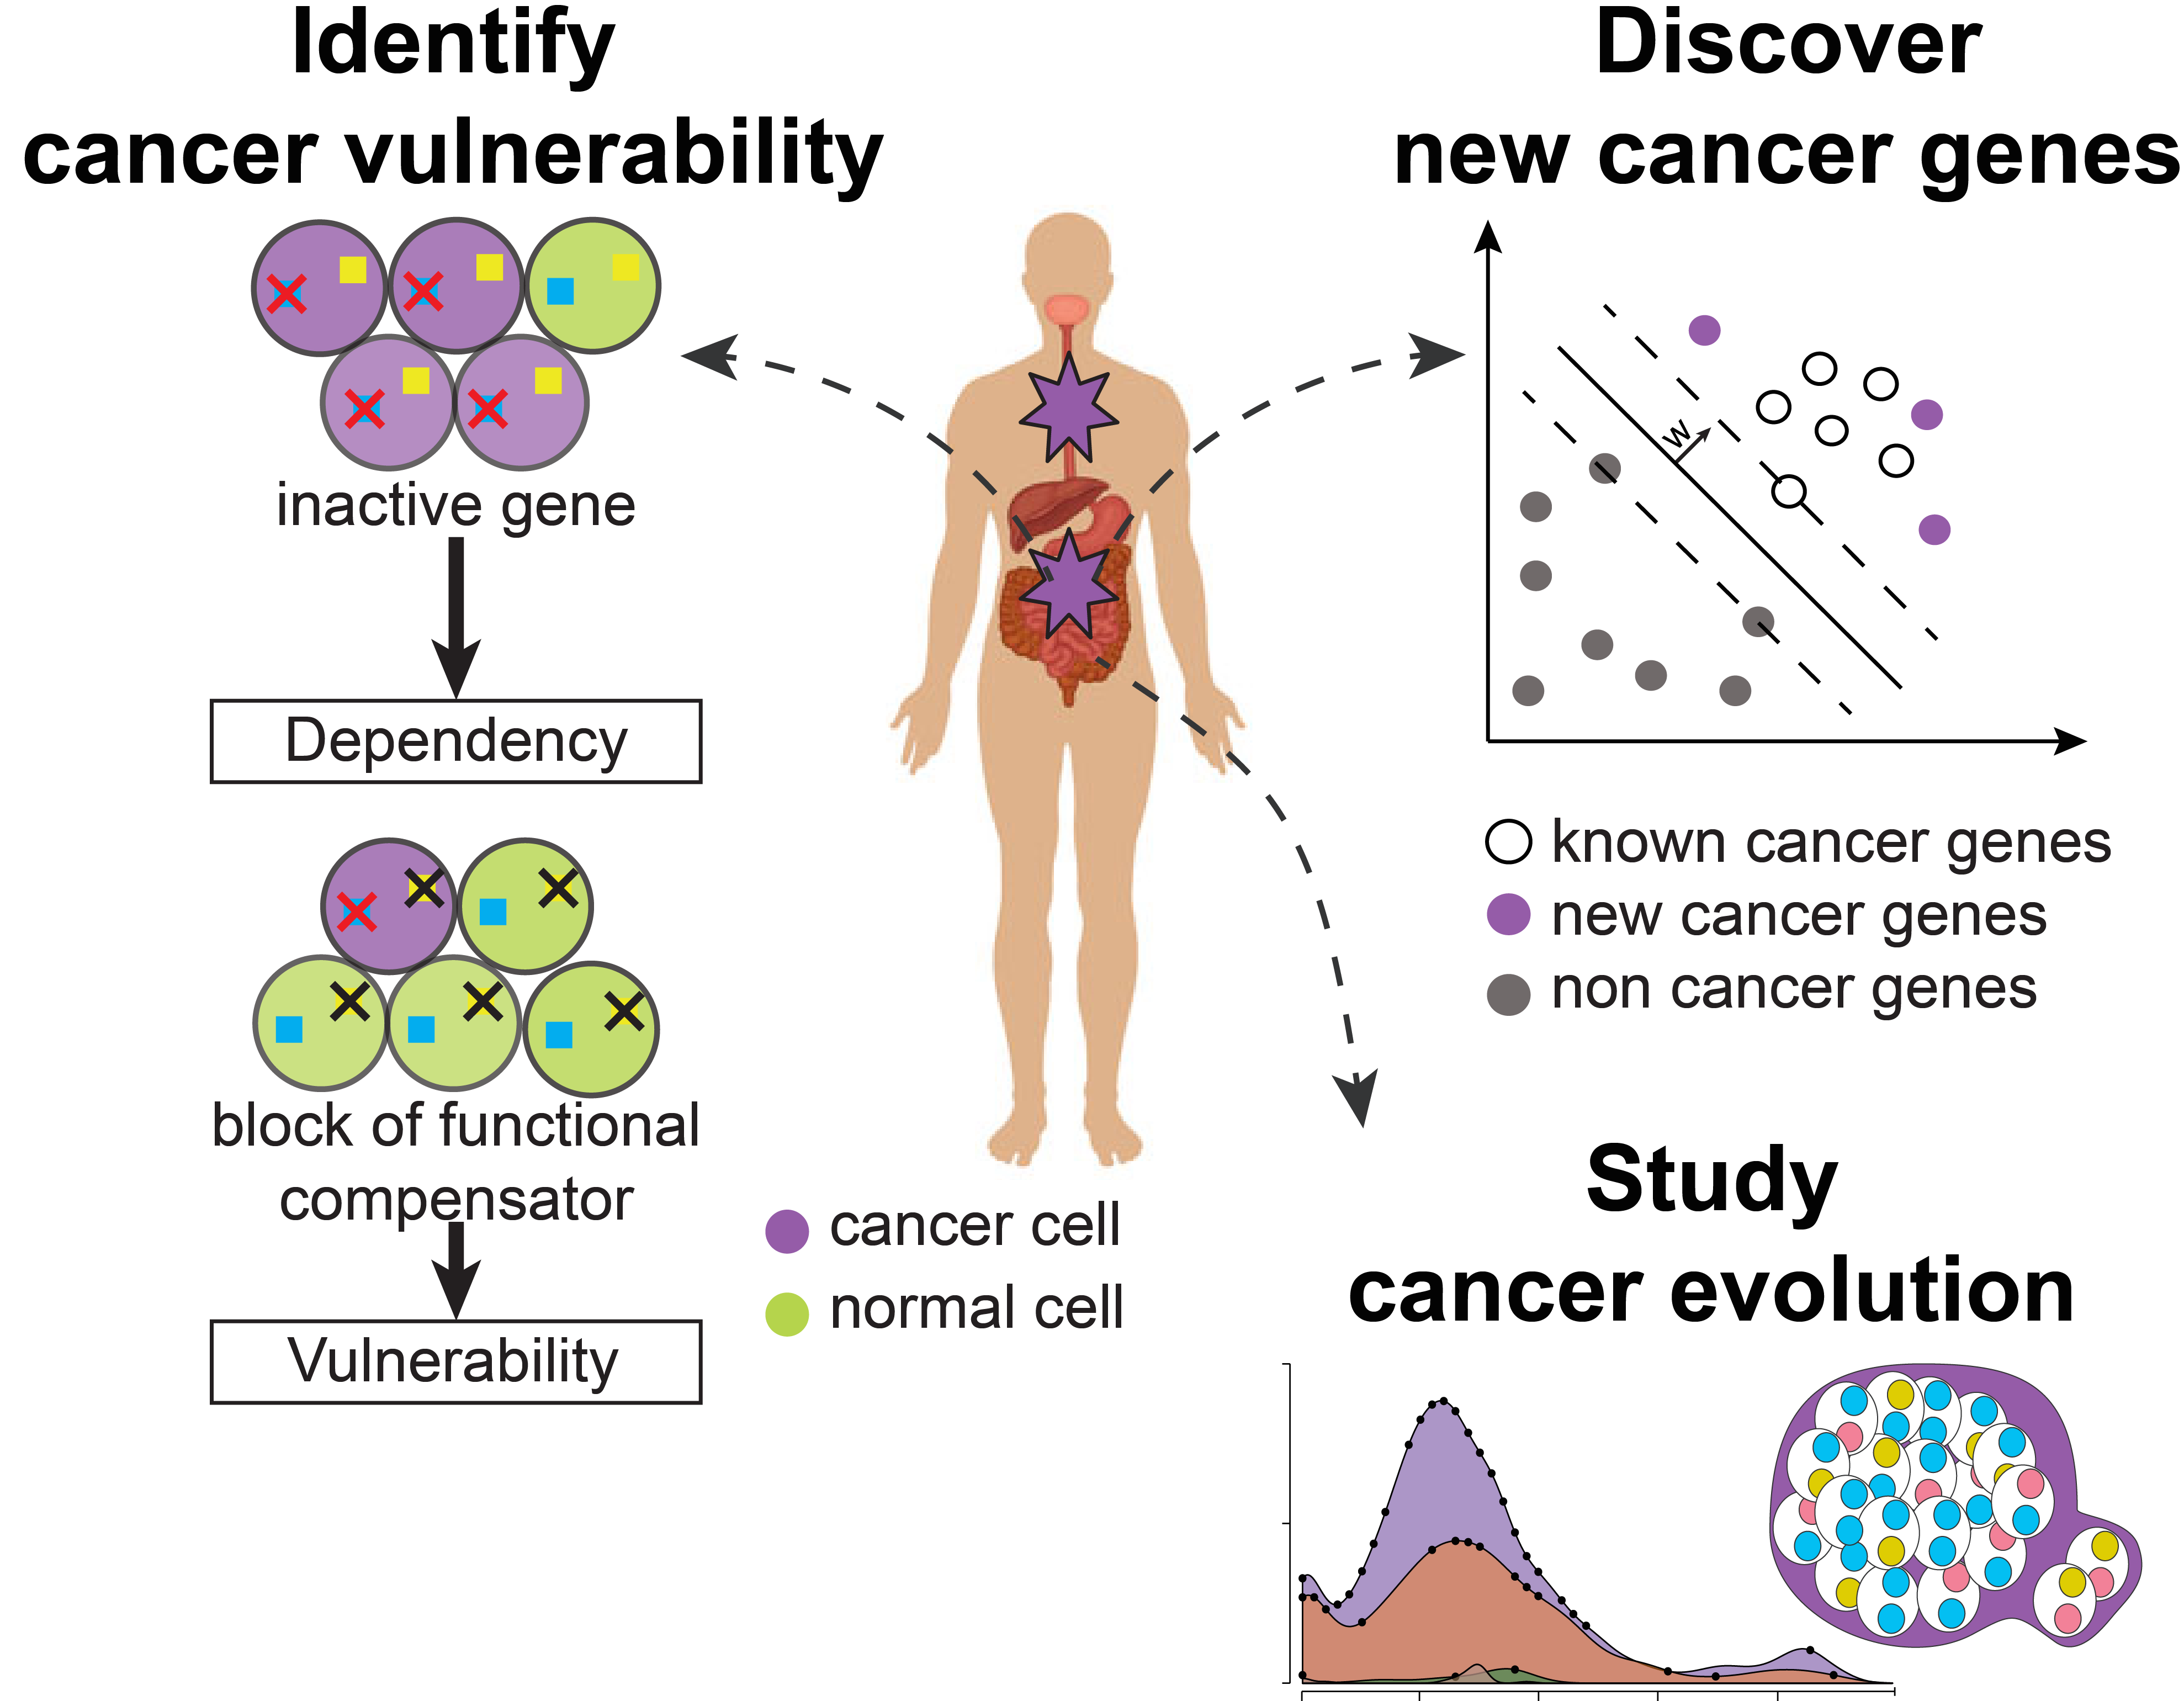 Identify
cancer vulnerability
inactive gene
Dependency
block of functional
compensator
Vulnerability
cancer cell
normal cell
Discover
new cancer genes
w
known cancer genes
new cancer genes
non cancer genes
Study
cancer evolution